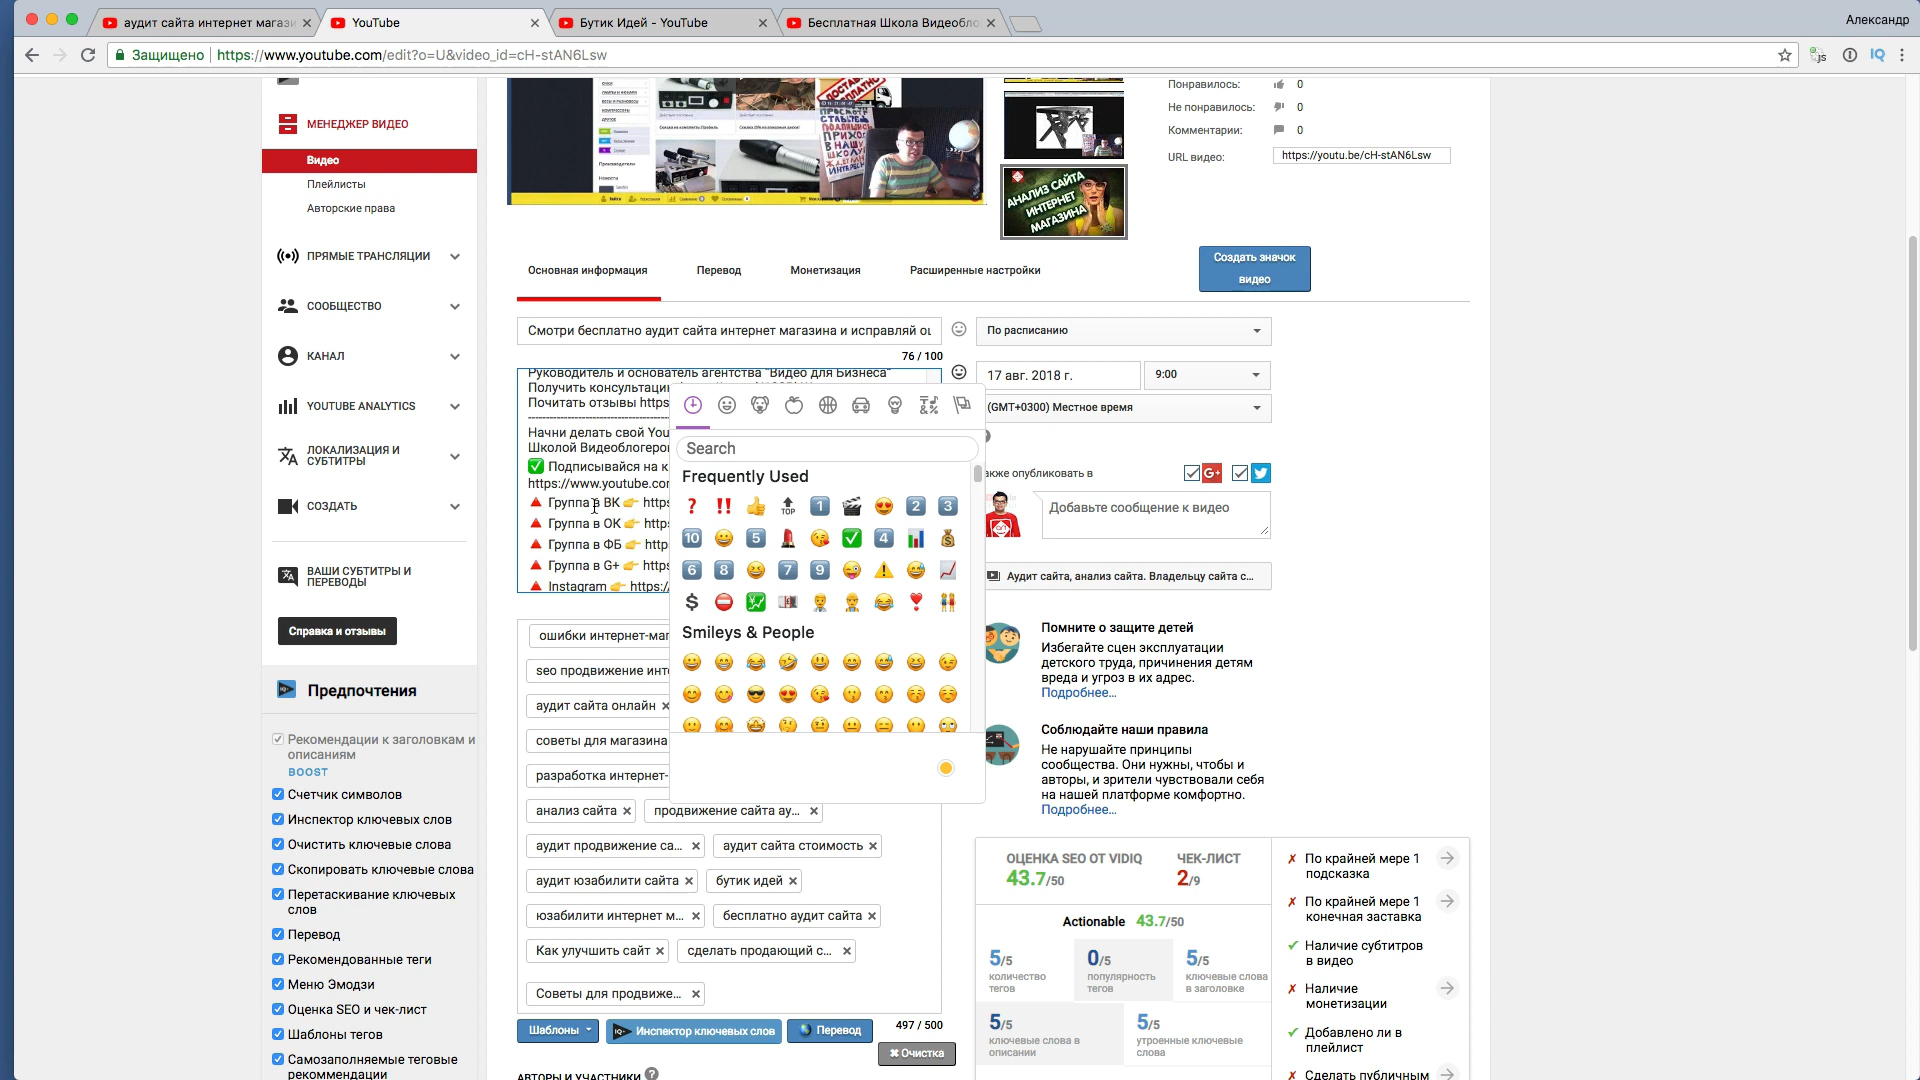 аудит сайта интернет магази
YouTube
Бутик Идей - YouTube
Бесплатная Школа Видеобло
Александр
Защищено
https://www.youtube.com/edit?o=U&video_id=cH-stAN6Lsw
МЕНЕДЖЕР ВИДЕО
Видео
Плейлисты
Авторские права
ПРЯМЫЕ ТРАНСЛЯЦИИ
СООБЩЕСТВО
КАНАЛ
YOUTUBE ANALYTICS
ЛОКАЛИЗАЦИЯ И
СУБТИТРЫ
СОЗДАТЬ
ВАШИ СУБТИТРЫ И
ПЕРЕВОДЫ
Справка и отзывы
Предпочтения
Рекомендации к заголовкам и
описаниям
BOOST
Счетчик символов
Инспектор ключевых слов
Очистить ключевые слова
Скопировать ключевые слова
Перетаскивание ключевых
слов
Перевод
Рекомендованные теги
Меню Эмодзи
Оценка SEO и чек-лист
Шаблоны тегов
Самозаполняемые теговые
рекоммендации
АНАЛИЗ САЙТА
ИНТЕРНЕТ
МАГАЗИНА
Понравилось: 0
Не понравилось: 0
Комментарии: 0
URL видео: https://youtu.be/cH-stAN6Lsw
Основная информация
Перевод
Монетизация
Расширенные настройки
Создать значок
видео
Смотри бесплатно аудит сайта интернет магазина и исправляй
76 / 100
Руководитель и основатель агентства "Видео для Бизнеса"
Получить консультаци
Почитать отзывы https
Начни делать свой You
Школой Видеоблогеро
✅ Подписывайся на к
https://www.youtube.co
🔺 Группа в ВК 👉 https
🔺 Группа в ОК 👉 https
🔺 Группа в ФБ 👉 http
🔺 Группа в G+ 👉 https
🔺 Instagram 👉 https:/
Search
Frequently Used
Smileys & People
По расписанию
17 авг. 2018 г.
9:00
(GMT+0300) Местное время
акже опубликовать в
Добавьте сообщение к видео
Аудит сайта, анализ сайта. Владельцу сайта с...
Помните о защите детей
Избегайте сцен эксплуатации
детского труда, причинения детям
вреда и угроз в их адрес.
Подробнее...
Соблюдайте наши правила
Не нарушайте принципы
сообщества. Они нужны, чтобы и
авторы, и зрители чувствовали себя
на нашей платформе комфортно.
Подробнее...
ошибки интернет-маг
seo продвижение инт
аудит сайта онлайн
советы для магазина
разработка интернет-
анализ сайта
продвижение сайта ау...
аудит продвижение са...
аудит сайта стоимость
аудит юзабилити сайта
бутик идей
юзабилити интернет м...
бесплатно аудит сайта
Как улучшить сайт
сделать продающий с...
Советы для продвиже...
Шаблоны
Инспектор ключевых слов
Перевод
497 / 500
Очистка
АВТОРЫ И УЧАСТНИКИ
ОЦЕНКА SEO ОТ VIDIQ
43.7/50
ЧЕК-ЛИСТ
2/9
Actionable 43.7/50
5/5
количество
тегов
0/5
популярность
тегов
5/5
ключевые слова
в заголовке
5/5
ключевые слова в
описании
5/5
утроенные ключевые
слова
По крайней мере 1
подсказка
По крайней мере 1
конечная заставка
Наличие субтитров
в видео
Наличие
монетизации
Добавлено ли в
плейлист
Сделать публичным